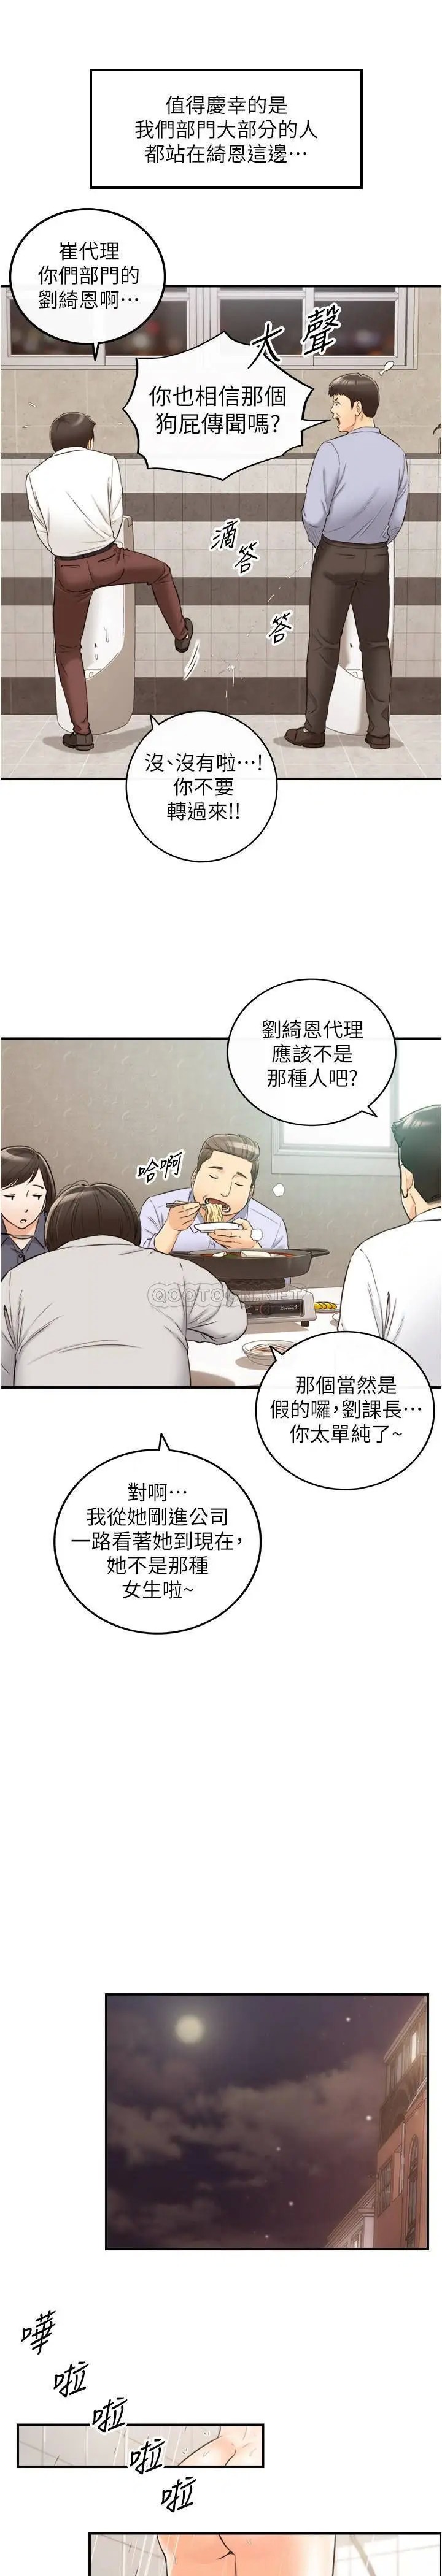 值得慶幸的是
我們部門大部分的人
都站在綺恩這邊…
崔代理
你們部門的
劉綺恩啊…
大聲
你也相信那個
狗屁傳聞嗎?
滴
答
答
沒、沒有啦…!
你不要
轉過來!!
劉綺恩代理
應該不是
那種人吧?
哈啊
那個當然是
假的囉,劉課長…
你太單純了~
對啊…
我從她剛進公司
一路看著她到現在,
她不是那種
女生啦~
嘩
啦
啦
啦
啦